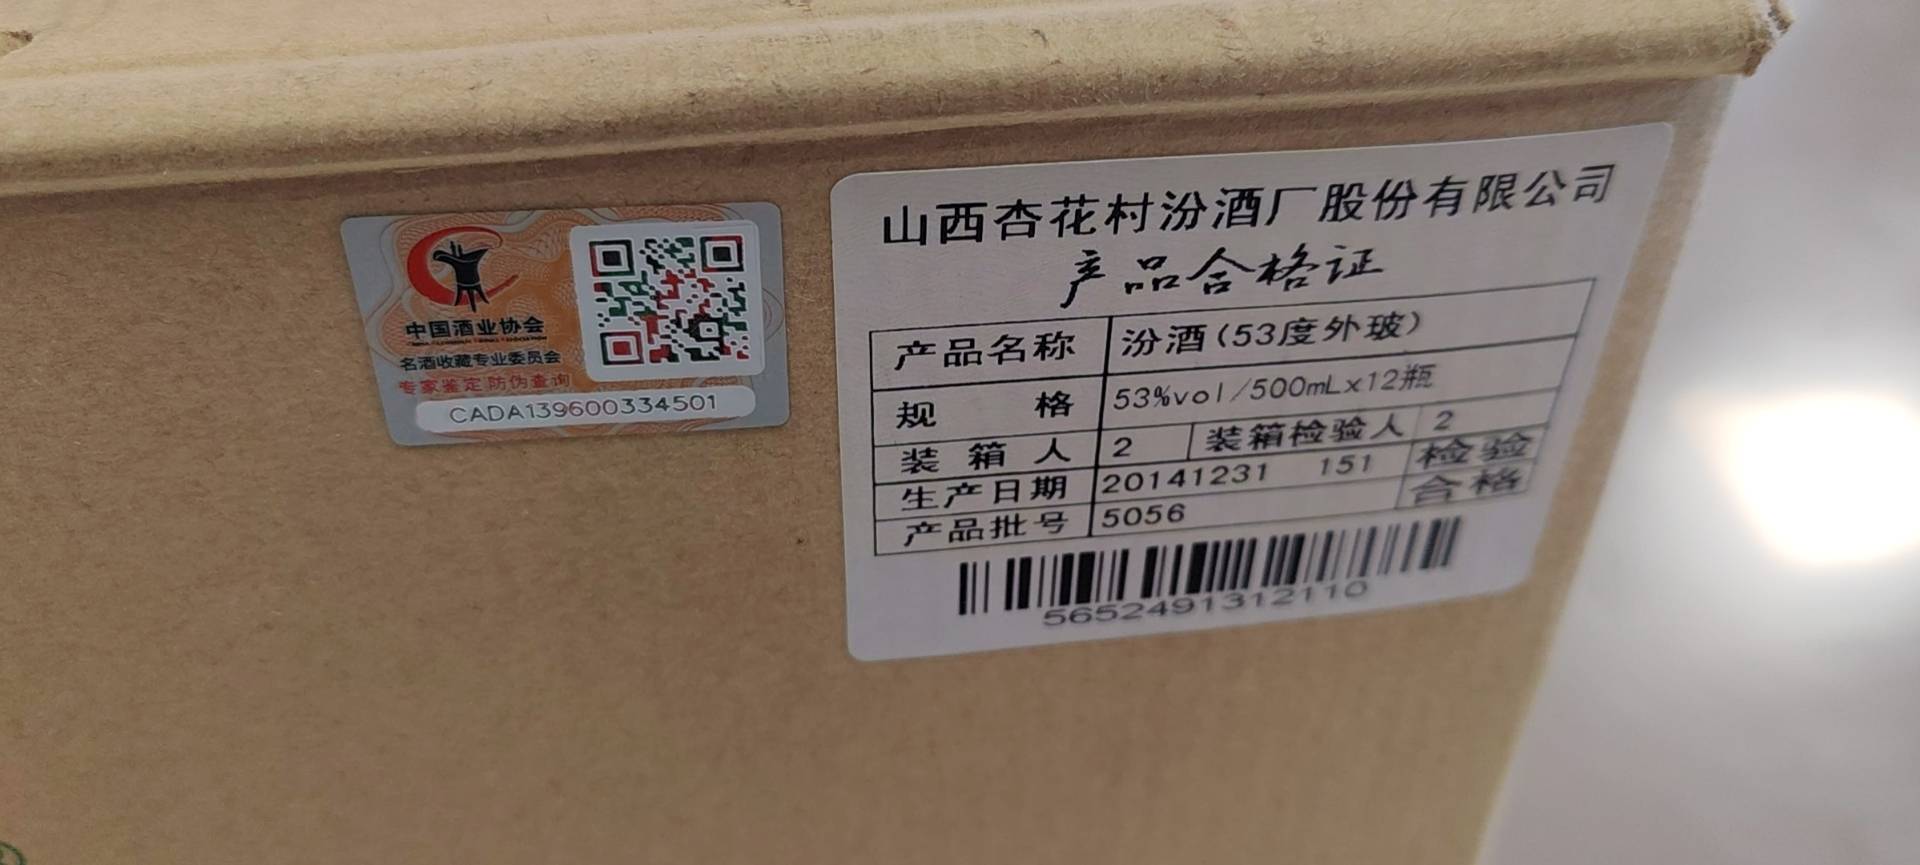 中国酒业协会
名酒收藏专业委员会
专家鉴定 防伪查询
CADA139600334501
山西杏花村汾酒厂股份有限公司
产品合格证
产品名称 汾酒(53度外玻)
规 格 53%vol/500mLx12瓶
装 箱 人 2 装箱检验人 2
生产日期 20141231 151 检验
合格
产品批号 5056
5652491312110